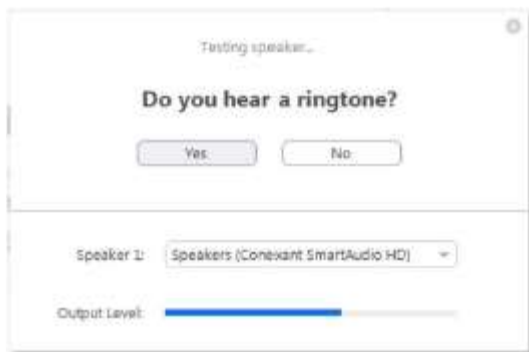 Testing speaker...
Do you hear a ringtone?
Yes No
Speaker 1: Speakers (Conexant SmartAudio HD)
Output Level: